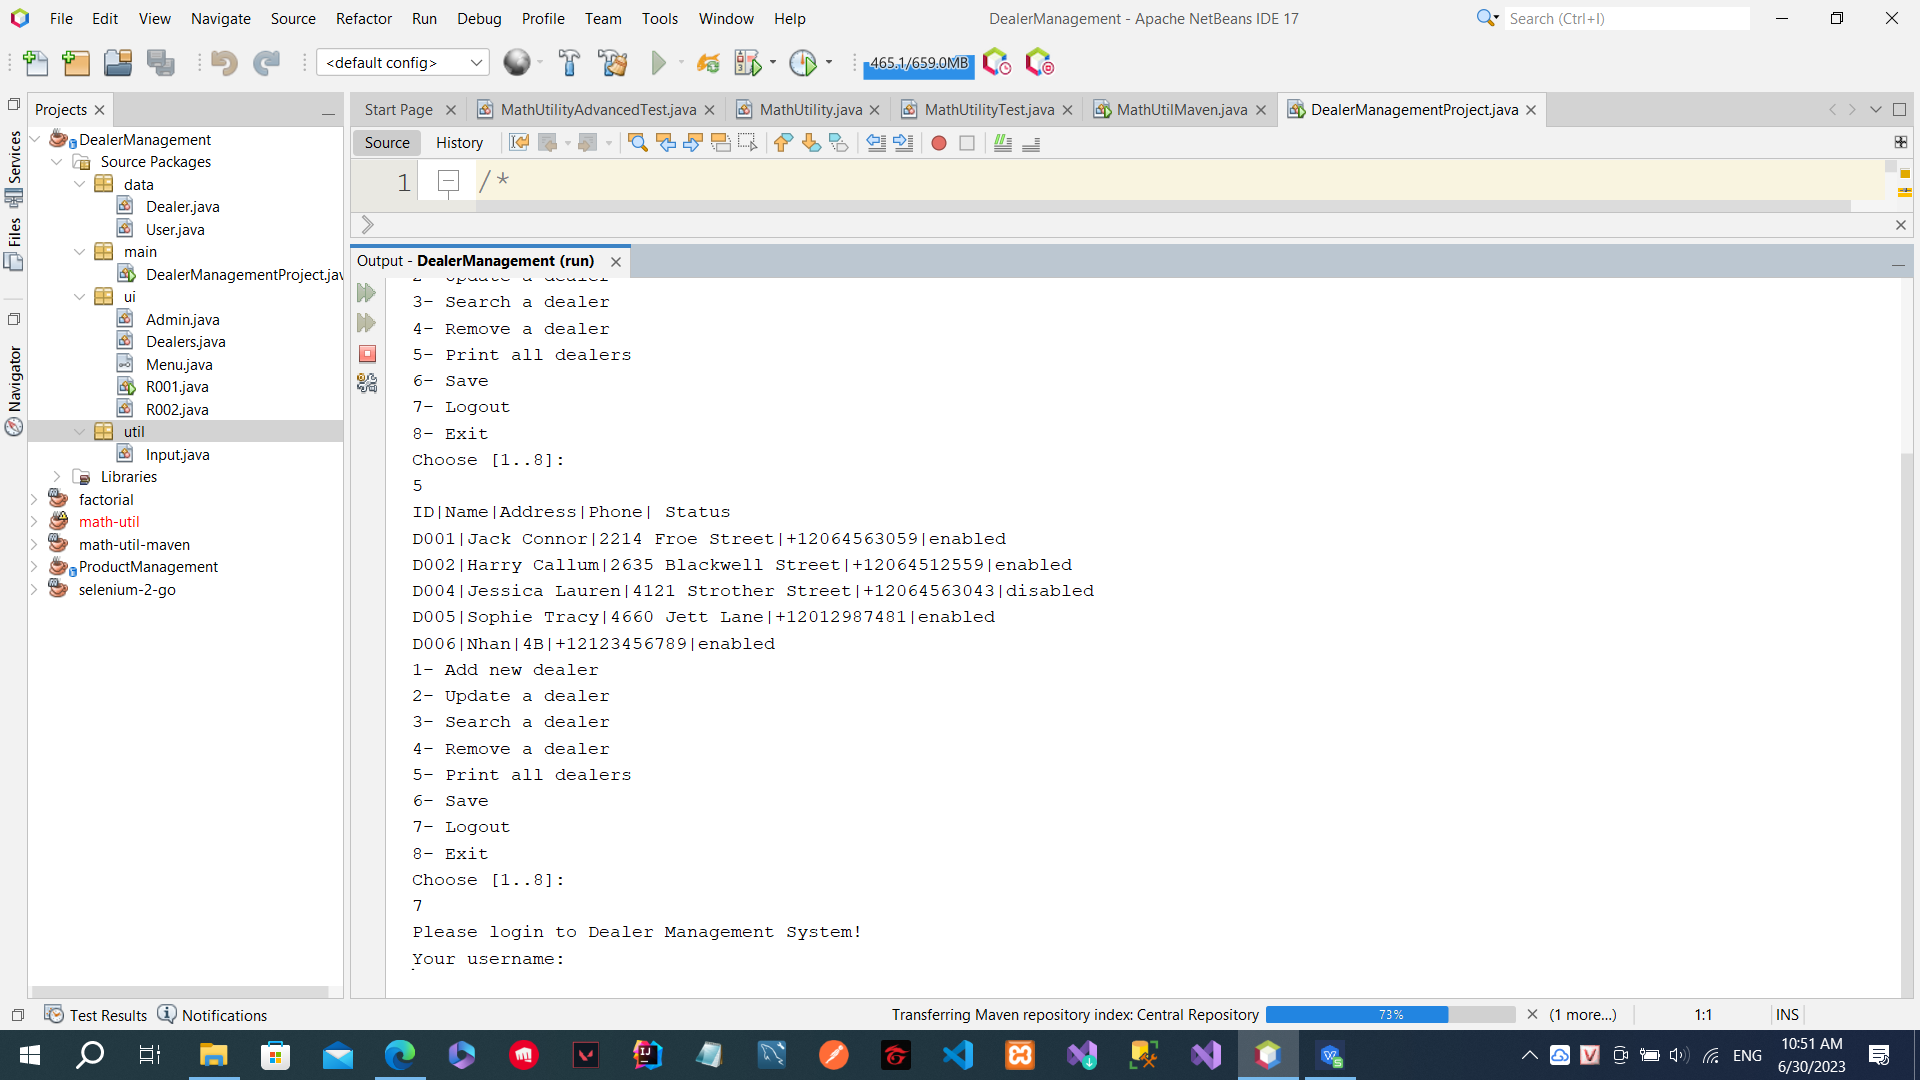 File Edit View Navigate Source Refactor Run Debug Profile Team Tools Window Help DealerManagement - Apache NetBeans IDE 17 Search (Ctrl+I)
<default config> 465.1/659.0MB
Projects Start Page MathUtilityAdvancedTest.java MathUtility.java MathUtilityTest.java MathUtilMaven.java DealerManagementProject.java
Source History
1 /*
Services
Files
Navigator
DealerManagement
Source Packages
data
Dealer.java
User.java
main
DealerManagementProject.jav
ui
Admin.java
Dealers.java
Menu.java
R001.java
R002.java
util
Input.java
Libraries
factorial
math-util
math-util-maven
ProductManagement
selenium-2-go
Output - DealerManagement (run)
2- Update a dealer
3- Search a dealer
4- Remove a dealer
5- Print all dealers
6- Save
7- Logout
8- Exit
Choose [1..8]:
5
ID|Name|Address|Phone| Status
D001|Jack Connor|2214 Froe Street|+12064563059|enabled
D002|Harry Callum|2635 Blackwell Street|+12064512559|enabled
D004|Jessica Lauren|4121 Strother Street|+12064563043|disabled
D005|Sophie Tracy|4660 Jett Lane|+12012987481|enabled
D006|Nhan|4B|+12123456789|enabled
1- Add new dealer
2- Update a dealer
3- Search a dealer
4- Remove a dealer
5- Print all dealers
6- Save
7- Logout
8- Exit
Choose [1..8]:
7
Please login to Dealer Management System!
Your username:
Test Results Notifications Transferring Maven repository index: Central Repository 73% (1 more...) 1:1 INS
ENG 10:51 AM
6/30/2023